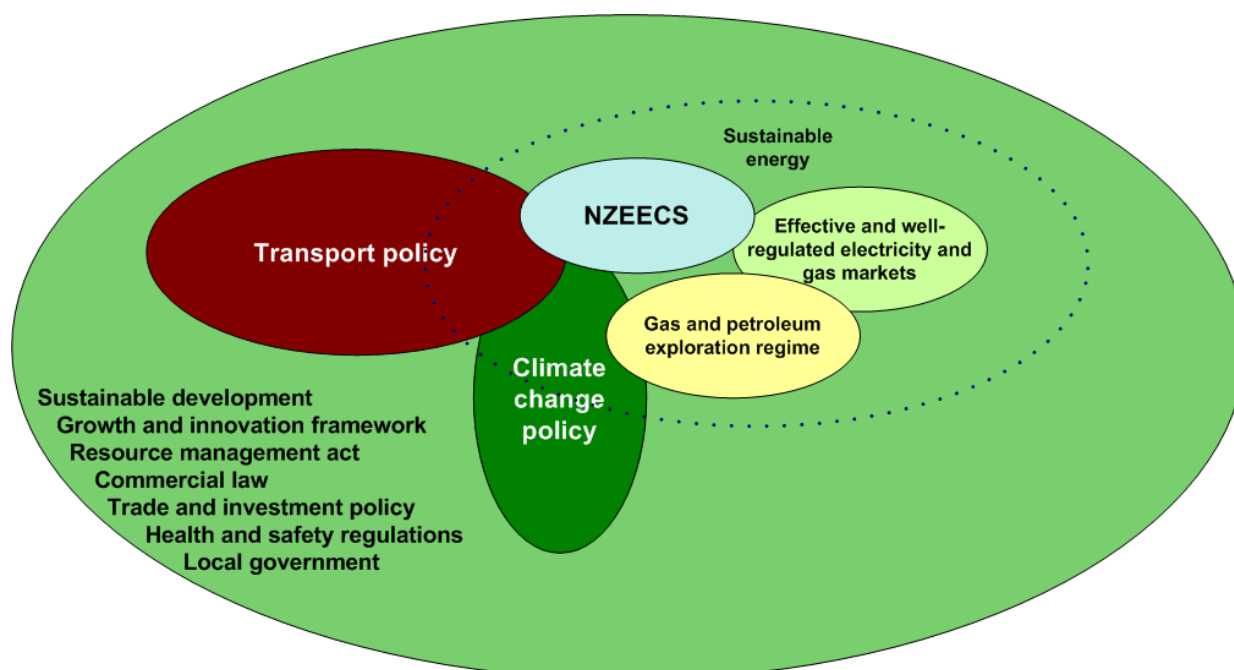 Sustainable
energy
NZEECS
Transport policy
Effective and well-
regulated electricity and
gas markets
Gas and petroleum
exploration regime
Climate
change
policy
Sustainable development
Growth and innovation framework
Resource management act
Commercial law
Trade and investment policy
Health and safety regulations
Local government